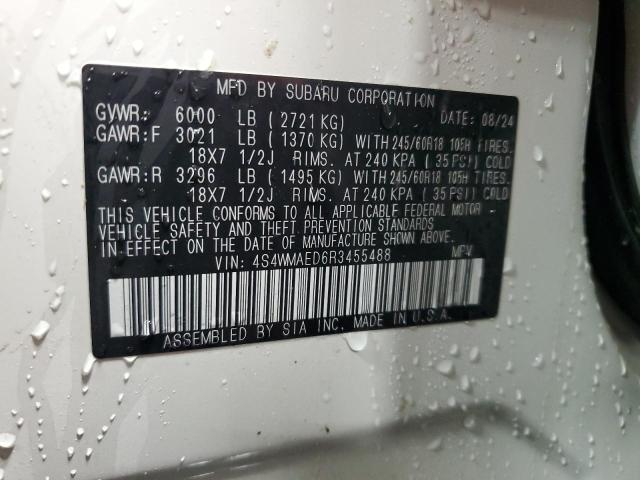 MFD BY SUBARU CORPORATION
GVWR: 6000 LB ( 2721 KG) DATE: 08/24
GAWR:F 3021 LB ( 1370 KG) WITH 245/60R18 105H TIRES.
18X7 1/2J RIMS. AT 240 KPA ( 35 PSI) COLD
GAWR:R 3296 LB ( 1495 KG) WITH 245/60R18 105H TIRES.
18X7 1/2J RIMS. AT 240 KPA ( 35 PSI) COLD
THIS VEHICLE CONFORMS TO ALL APPLICABLE FEDERAL MOTOR
VEHICLE SAFETY AND THEFT PREVENTION STANDARDS
IN EFFECT ON THE DATE OF MANUFACTURE SHOWN ABOVE.
VIN: 4S4WMAED6R3455488 MPV
ASSEMBLED BY SIA INC. MADE IN U.S.A.